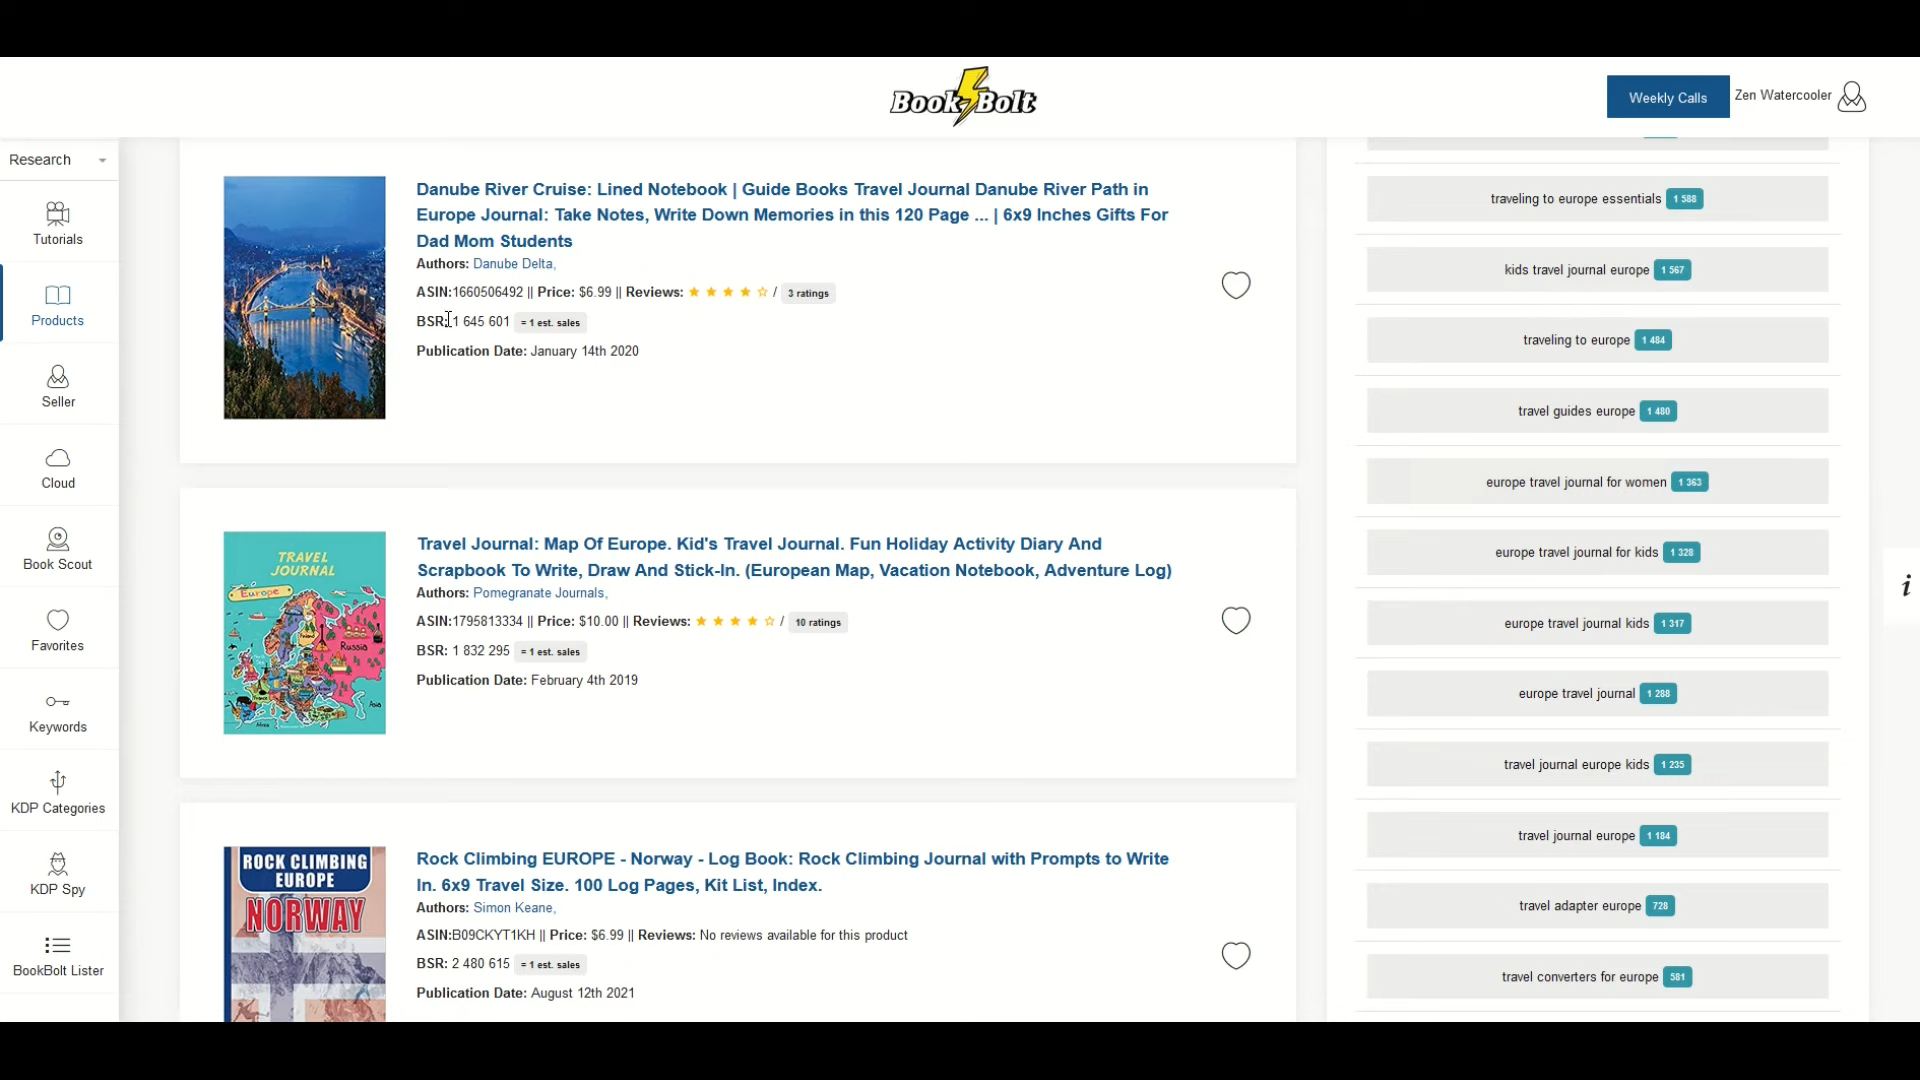 Book Bolt
Weekly Calls
Zen Watercooler
Research
Tutorials
Products
Seller
Cloud
Book Scout
Favorites
Keywords
KDP Categories
KDP Spy
BookBolt Lister
Danube River Cruise: Lined Notebook | Guide Books Travel Journal Danube River Path in
Europe Journal: Take Notes, Write Down Memories in this 120 Page ... | 6x9 Inches Gifts For
Dad Mom Students
Authors: Danube Delta,
ASIN:1660506492 || Price: $6.99 || Reviews: ★ ★ ★ ★ ☆ / 3 ratings
BSR: 1 645 601 = 1 est. sales
Publication Date: January 14th 2020
TRAVEL
JOURNAL
Europe
Russia
Asia
Travel Journal: Map Of Europe. Kid's Travel Journal. Fun Holiday Activity Diary And
Scrapbook To Write, Draw And Stick-In. (European Map, Vacation Notebook, Adventure Log)
Authors: Pomegranate Journals,
ASIN:1795813334 || Price: $10.00 || Reviews: ★ ★ ★ ★ ☆ / 10 ratings
BSR: 1 832 295 = 1 est. sales
Publication Date: February 4th 2019
ROCK CLIMBING
EUROPE
NORWAY
Rock Climbing EUROPE - Norway - Log Book: Rock Climbing Journal with Prompts to Write
In. 6x9 Travel Size. 100 Log Pages, Kit List, Index.
Authors: Simon Keane,
ASIN:B09CKYT1KH || Price: $6.99 || Reviews: No reviews available for this product
BSR: 2 480 615 = 1 est. sales
Publication Date: August 12th 2021
traveling to europe essentials 1 588
kids travel journal europe 1 567
traveling to europe 1 484
travel guides europe 1 480
europe travel journal for women 1 363
europe travel journal for kids 1 328
europe travel journal kids 1 317
europe travel journal 1 288
travel journal europe kids 1 235
travel journal europe 1 184
travel adapter europe 728
travel converters for europe 581
i